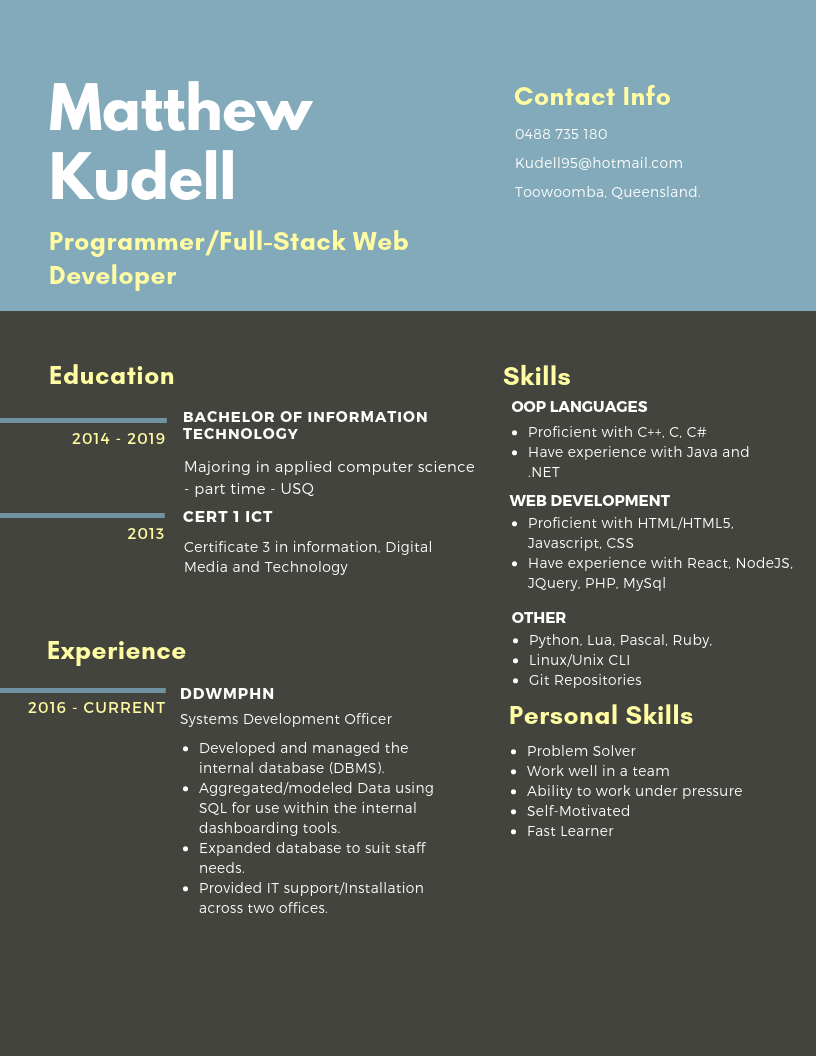 Matthew
Kudell
Programmer/Full-Stack Web
Developer
Contact Info
0488 735 180
Kudell95@hotmail.com
Toowoomba, Queensland.
Education
2014 - 2019
BACHELOR OF INFORMATION
TECHNOLOGY
Majoring in applied computer science
- part time - USQ
2013
CERT 1 ICT
Certificate 3 in information, Digital
Media and Technology
Experience
2016 - CURRENT
DDWMPHN
Systems Development Officer
• Developed and managed the
internal database (DBMS).
• Aggregated/modeled Data using
SQL for use within the internal
dashboarding tools.
• Expanded database to suit staff
needs.
• Provided IT support/Installation
across two offices.
Skills
OOP LANGUAGES
• Proficient with C++, C, C#
• Have experience with Java and
.NET
WEB DEVELOPMENT
• Proficient with HTML/HTML5,
Javascript, CSS
• Have experience with React, NodeJS,
JQuery, PHP, MySql
OTHER
• Python, Lua, Pascal, Ruby,
• Linux/Unix CLI
• Git Repositories
Personal Skills
• Problem Solver
• Work well in a team
• Ability to work under pressure
• Self-Motivated
• Fast Learner